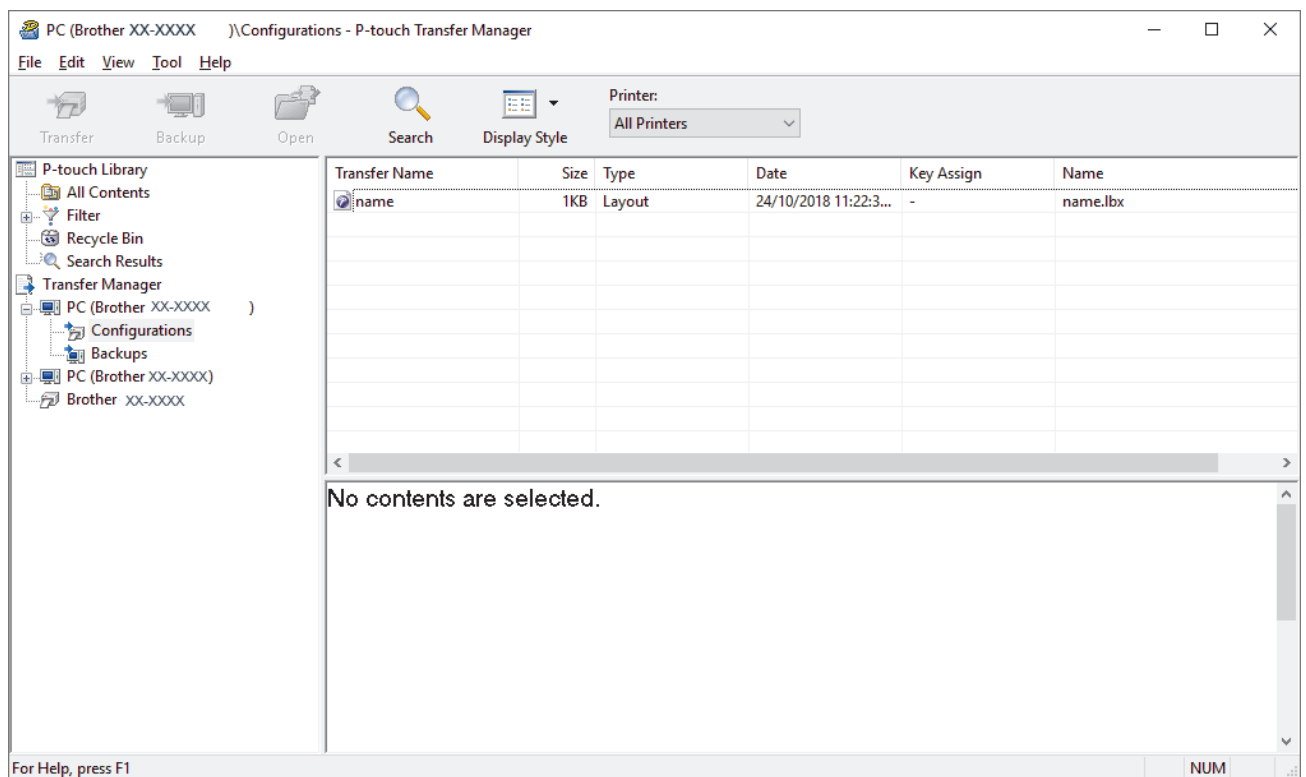 PC (Brother XX-XXXX )\Configurations - P-touch Transfer Manager
File Edit View Tool Help
Transfer Backup Open Search Display Style
Printer:
All Printers
P-touch Library
All Contents
Filter
Recycle Bin
Search Results
Transfer Manager
PC (Brother XX-XXXX )
Configurations
Backups
PC (Brother XX-XXXX)
Brother XX-XXXX
Transfer Name Size Type Date Key Assign Name
name 1KB Layout 24/10/2018 11:22:3... - name.lbx
No contents are selected.
For Help, press F1 NUM